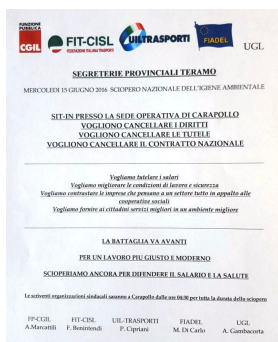 FUNZIONE
PUBBLICA
CGIL
FIT-CISL
FEDERAZIONE ITALIANA TRASPORTI
UILTRASPORTI
FIADEL
UGL
SEGRETERIE PROVINCIALI TERAMO
MERCOLEDI 15 GIUGNO 2016 SCIOPERO NAZIONALE DELL'IGIENE AMBIENTALE
SIT-IN PRESSO LA SEDE OPERATIVA DI CARAPOLLO
VOGLIONO CANCELLARE I DIRITTI
VOGLIONO CANCELLARE LE TUTELE
VOGLIONO CANCELLARE IL CONTRATTO NAZIONALE
Vogliamo tutelare i salari
Vogliamo migliorare le condizioni di lavoro e sicurezza
Vogliamo contrastare le imprese che pensano a un settore tutto in appalto alle
cooperative sociali
Vogliamo fornire ai cittadini servizi migliori in un ambiente migliore
LA BATTAGLIA VA AVANTI
PER UN LAVORO PIU GIUSTO E MODERNO
SCIOPERIAMO ANCORA PER DIFENDERE IL SALARIO E LA SALUTE
Le scriventi organizzazioni sindacali saranno a Carapollo dalle ore 04:30 per tutta la durata dello sciopero
FP-CGIL FIT-CISL UIL-TRASPORTI FIADEL UGL
A.Marcattili F. Benintendi P. Cipriani M. Di Carlo A. Gambacorta